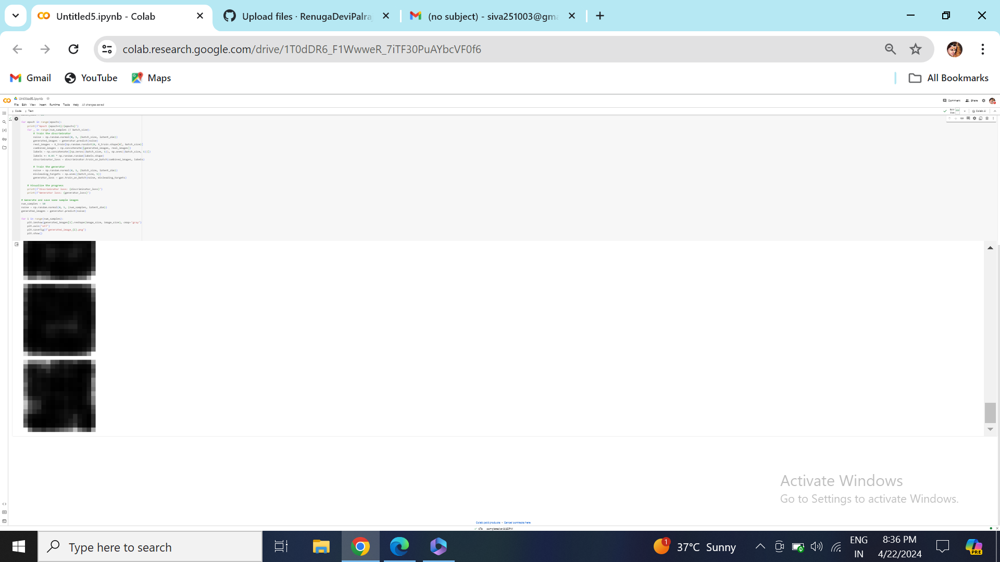 Untitled5.ipynb - Colab
Upload files · RenugaDeviPalra
(no subject) - siva251003@gma
colab.research.google.com/drive/1T0dDR6_F1WwweR_7iTF30PuAYbcVF0f6
Gmail
YouTube
Maps
All Bookmarks
Untitled5.ipynb
Comment
Share
File Edit View Insert Runtime Tools Help All changes saved
+ Code + Text
RAM
Disk
Colab AI
for epoch in range(epochs):
print(f"Epoch {epoch+1}/{epochs}")
for _ in range(num_samples // batch_size):
# Train the discriminator
noise = np.random.normal(0, 1, (batch_size, latent_dim))
generated_images = generator.predict(noise)
real_images = X_train[np.random.randint(0, X_train.shape[0], batch_size)]
combined_images = np.concatenate([generated_images, real_images])
labels = np.concatenate([np.zeros((batch_size, 1)), np.ones((batch_size, 1))])
labels += 0.05 * np.random.random(labels.shape)
discriminator_loss = discriminator.train_on_batch(combined_images, labels)
# Train the generator
noise = np.random.normal(0, 1, (batch_size, latent_dim))
misleading_targets = np.ones((batch_size, 1))
generator_loss = gan.train_on_batch(noise, misleading_targets)
# Visualize the progress
print(f"Discriminator loss: {discriminator_loss}")
print(f"Generator loss: {generator_loss}")
# Generate and save some sample images
num_samples = 10
noise = np.random.normal(0, 1, (num_samples, latent_dim))
generated_images = generator.predict(noise)
for i in range(num_samples):
plt.imshow(generated_images[i].reshape(image_size, image_size), cmap="gray")
plt.axis("off")
plt.savefig(f"generated_image_{i}.png")
plt.show()
Activate Windows
Go to Settings to activate Windows.
Colab paid products - Cancel contracts here
47s completed at 8:35 PM
Type here to search
1
37°C Sunny
ENG
IN
8:36 PM
4/22/2024
PRE